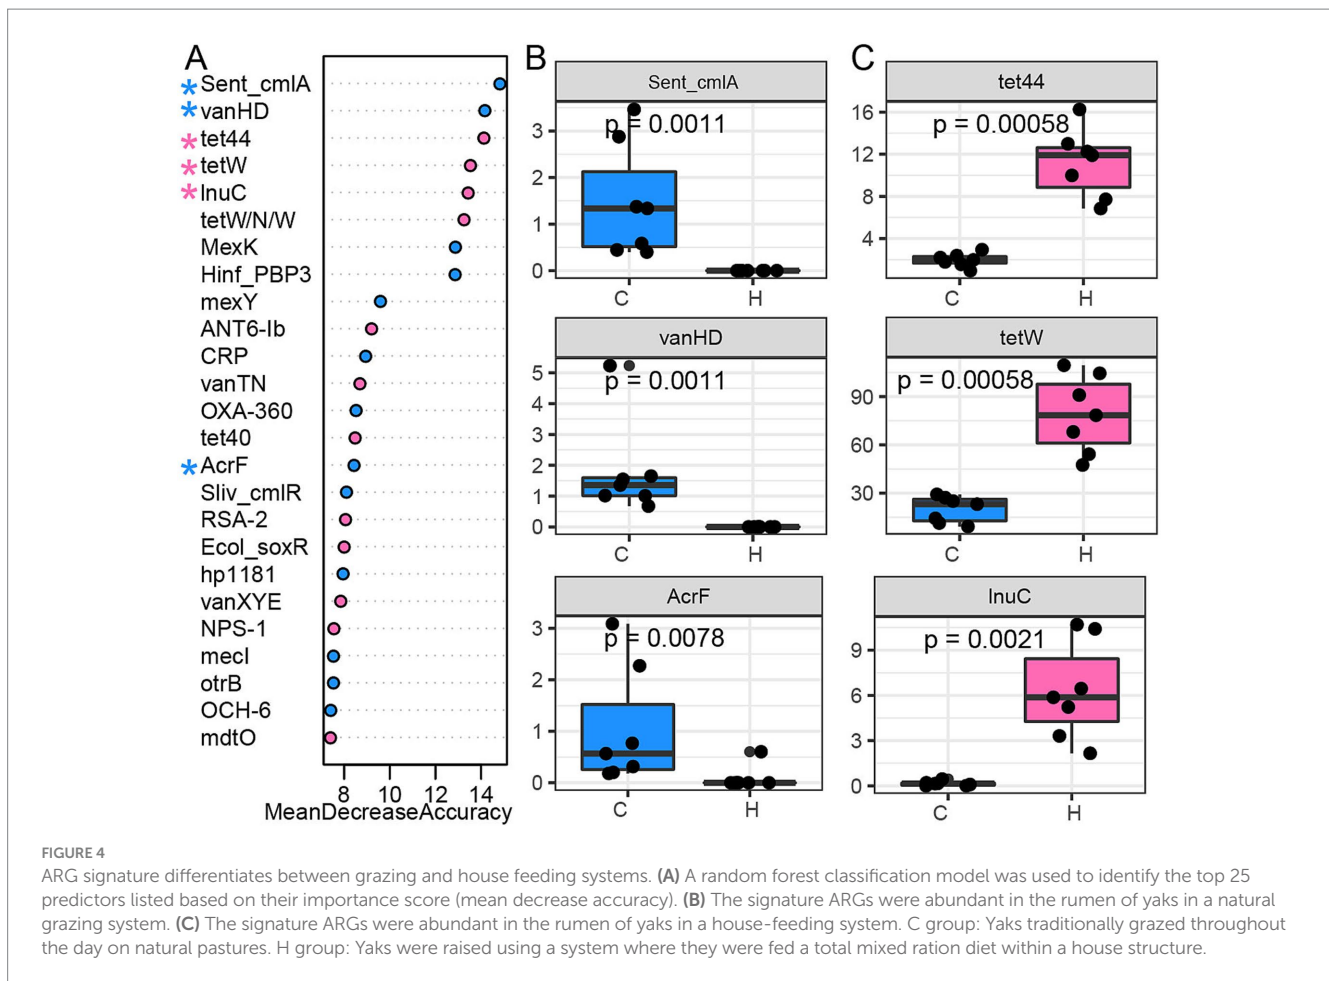 A
* Sent_cmlA
* vanHD
* tet44
* tetW
* lnuC
tetW/N/W
MexK
Hinf_PBP3
mexY
ANT6-Ib
CRP
vanTN
OXA-360
tet40
* AcrF
Sliv_cmlR
RSA-2
Ecol_soxR
hp1181
vanXYE
NPS-1
mecI
otrB
OCH-6
mdtO
8 10 12 14
MeanDecreaseAccuracy
B
Sent_cmlA
p = 0.0011
3
2
1
0
C H
vanHD
p = 0.0011
5
4
3
2
1
0
C H
AcrF
p = 0.0078
3
2
1
0
C H
C
tet44
p = 0.00058
16
12
8
4
C H
tetW
p = 0.00058
90
60
30
C H
lnuC
p = 0.0021
9
6
3
0
C H
FIGURE 4
ARG signature differentiates between grazing and house feeding systems. (A) A random forest classification model was used to identify the top 25
predictors listed based on their importance score (mean decrease accuracy). (B) The signature ARGs were abundant in the rumen of yaks in a natural
grazing system. (C) The signature ARGs were abundant in the rumen of yaks in a house-feeding system. C group: Yaks traditionally grazed throughout
the day on natural pastures. H group: Yaks were raised using a system where they were fed a total mixed ration diet within a house structure.